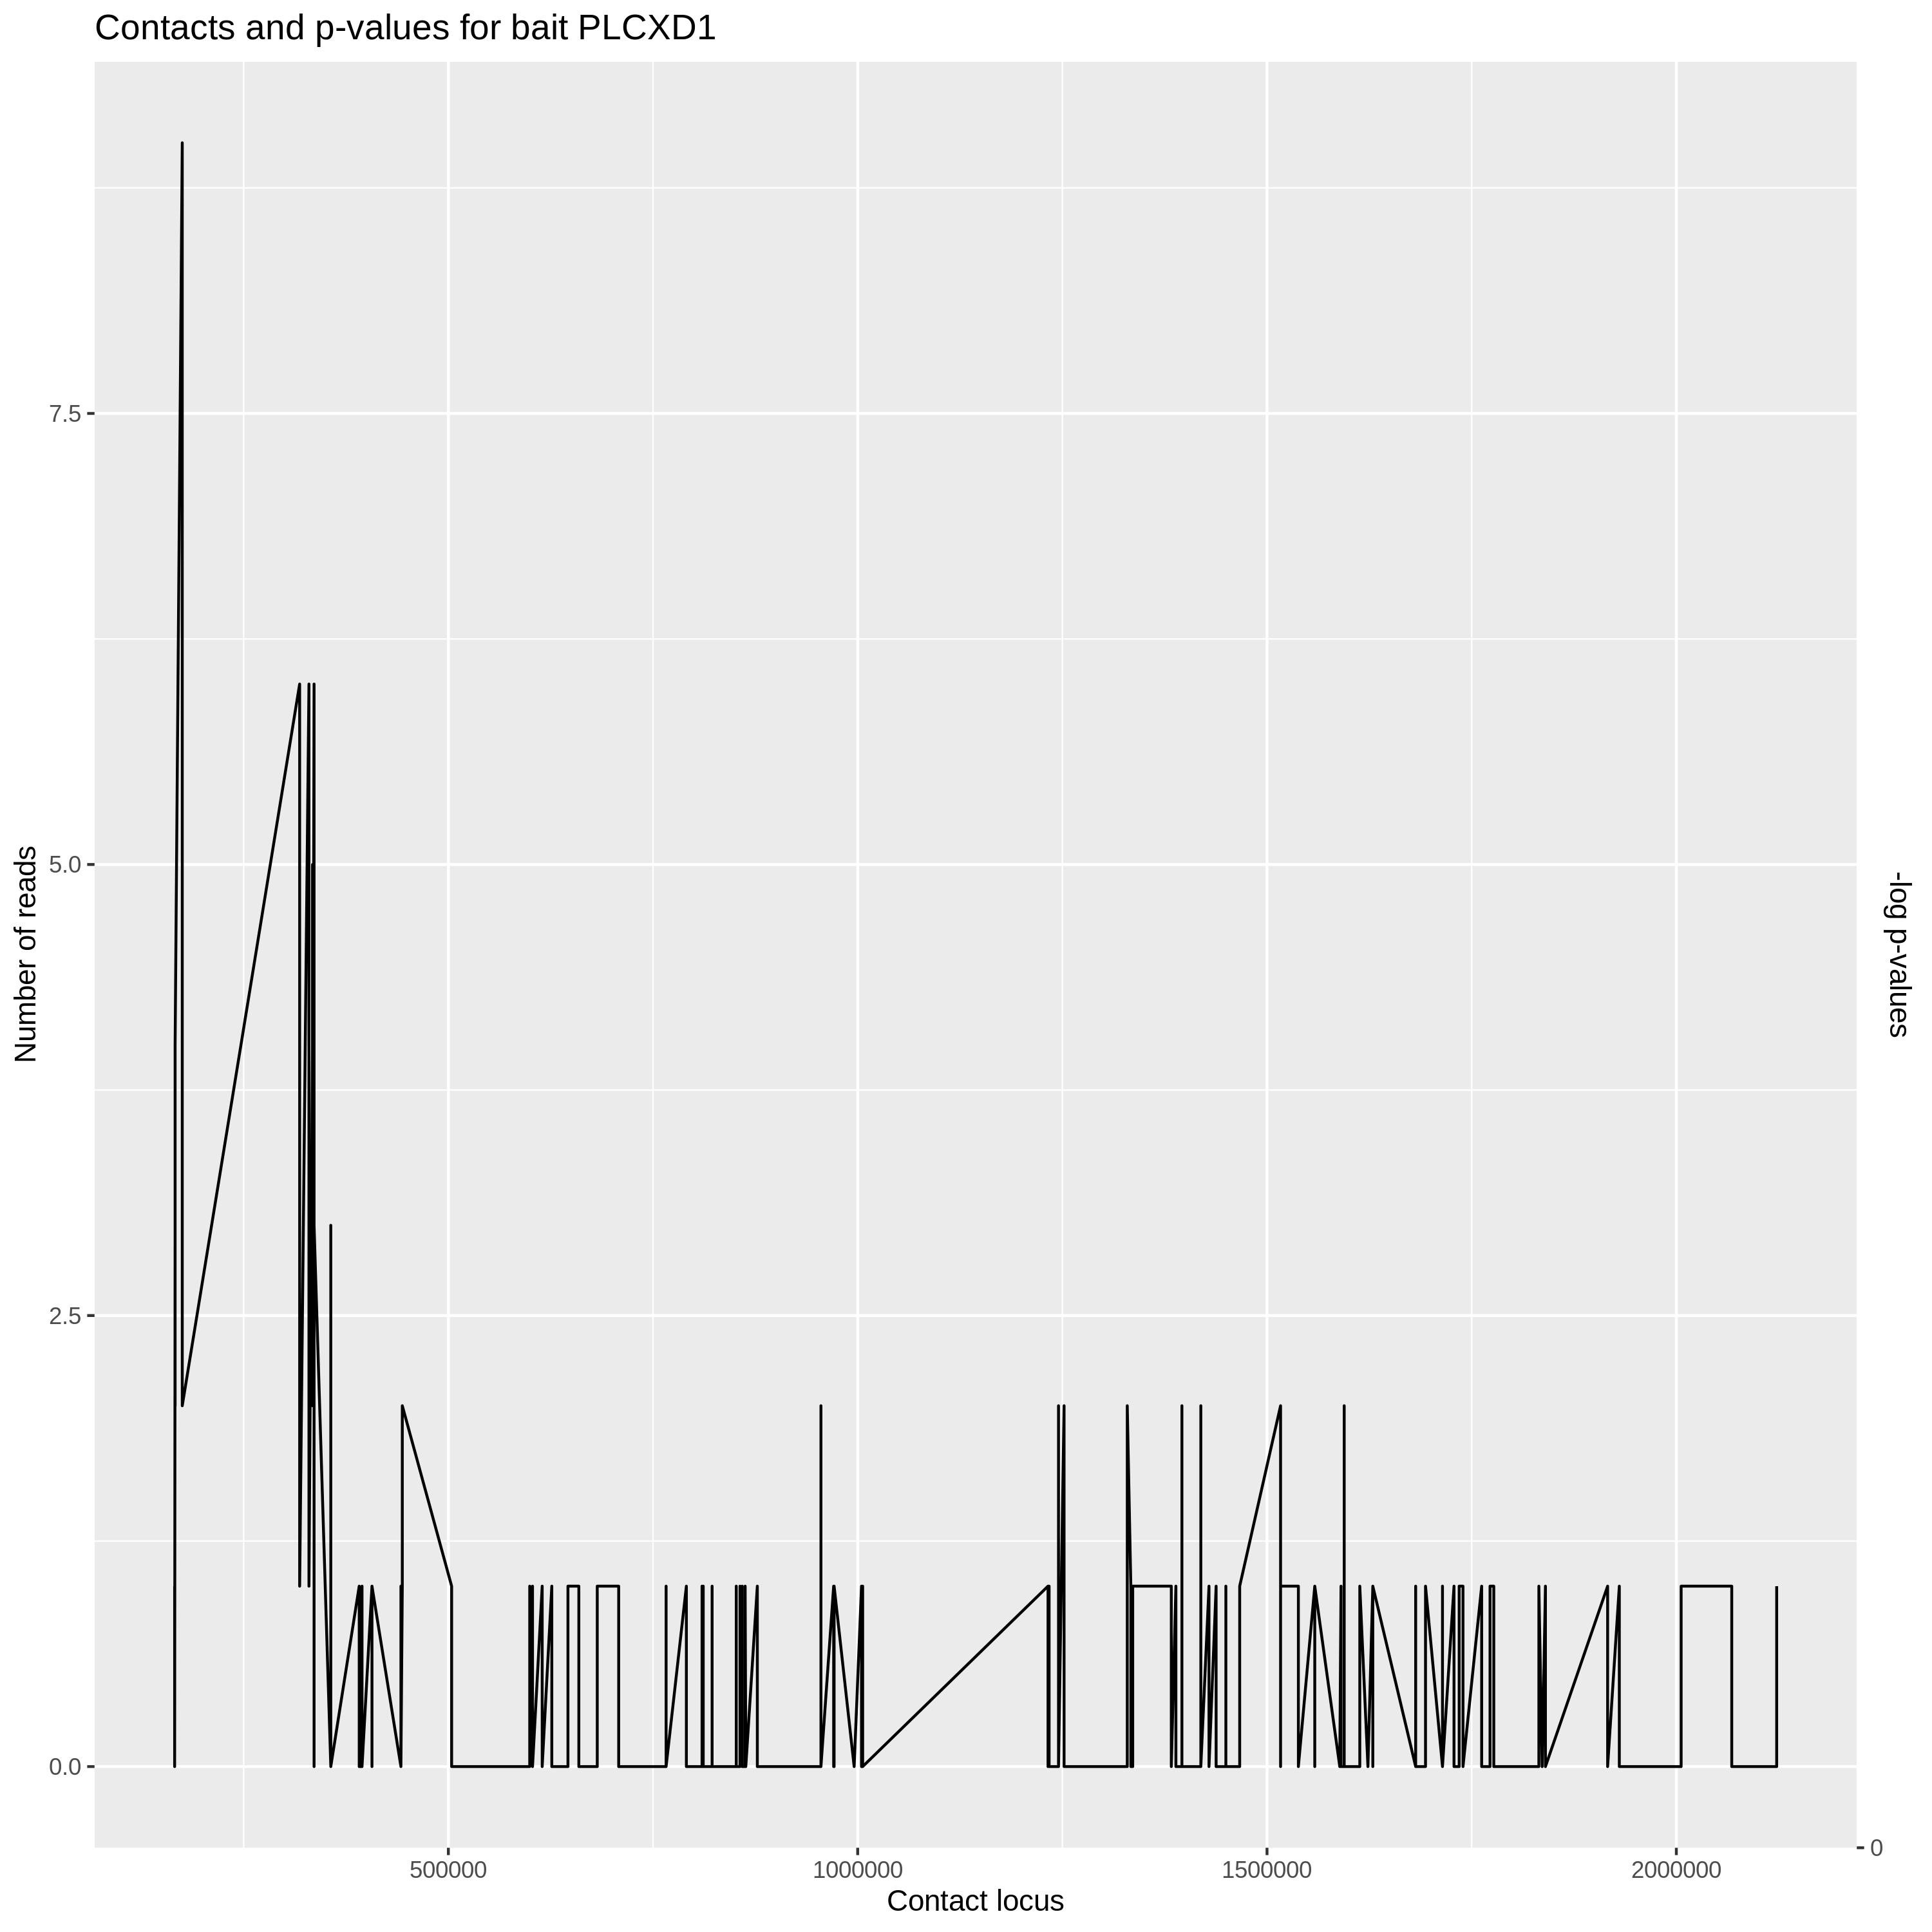 Contacts and p-values for bait PLCXD1
Number of reads
7.5
5.0
2.5
0.0
-log p-values
0
500000
1000000
1500000
2000000
Contact locus